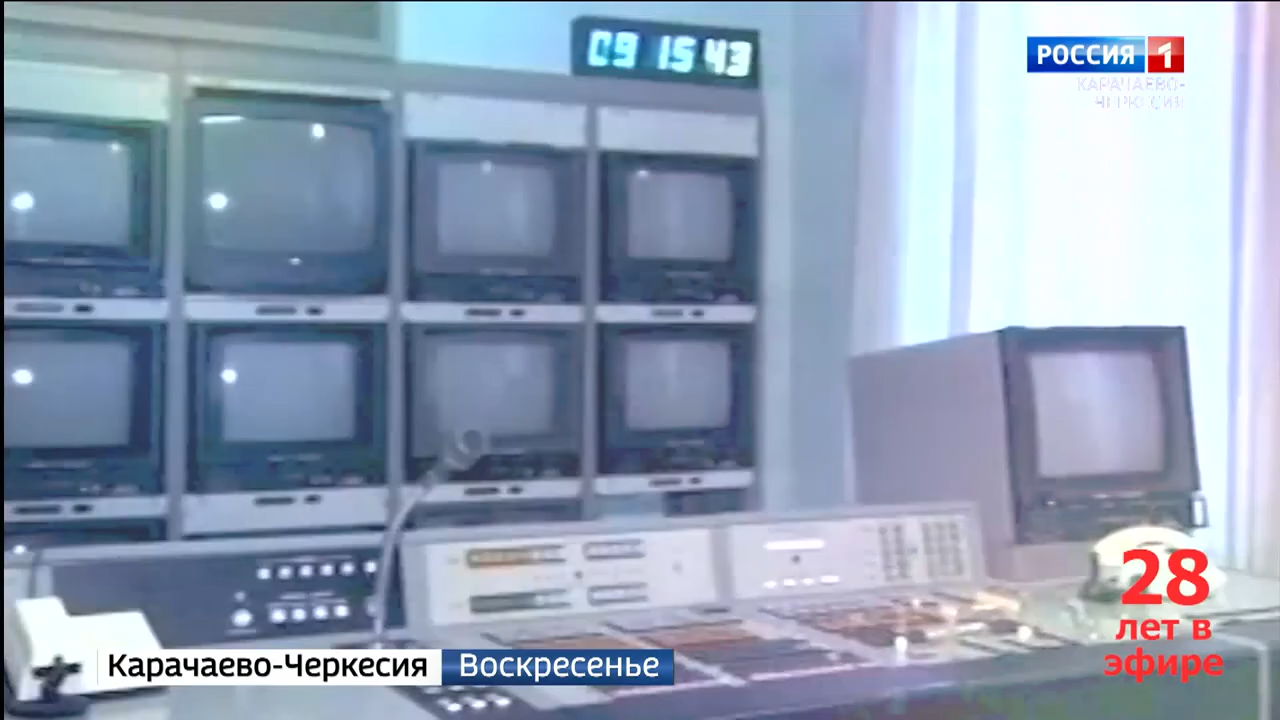 09 15 43
РОССИЯ 1
КАРАЧАЕВО-
ЧЕРКЕСИЯ
28
лет в
эфире
Карачаево-Черкесия Воскресенье